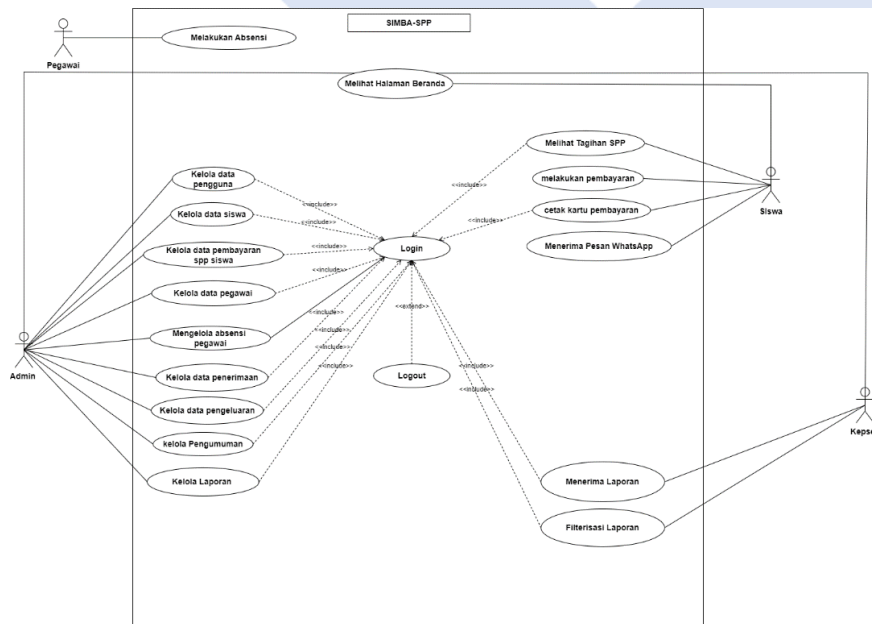 SIMBA-SPP
Melakukan Absensi
Pegawai
Melihat Halaman Beranda
Melihat Tagihan SPP
Kelola data
pengguna
melakukan pembayaran
<<include>>
Siswa
<<include>>
Kelola data siswa
cetak kartu pembayaran
<<include>>
<<include>>
Kelola data pembayaran
spp siswa
<<include>>
Login
Menerima Pesan WhatsApp
<<include>>
Kelola data pegawai
<<extend>>
<<include>>
Mengelola absensi
pegawai
<<include>>
<<include>>
<<include>>
<<include>>
Admin
Kelola data penerimaan
Logout
<<include>>
Kelola data pengeluaran
Kepse
kelola Pengumuman
Kelola Laporan
Menerima Laporan
Filterisasi Laporan